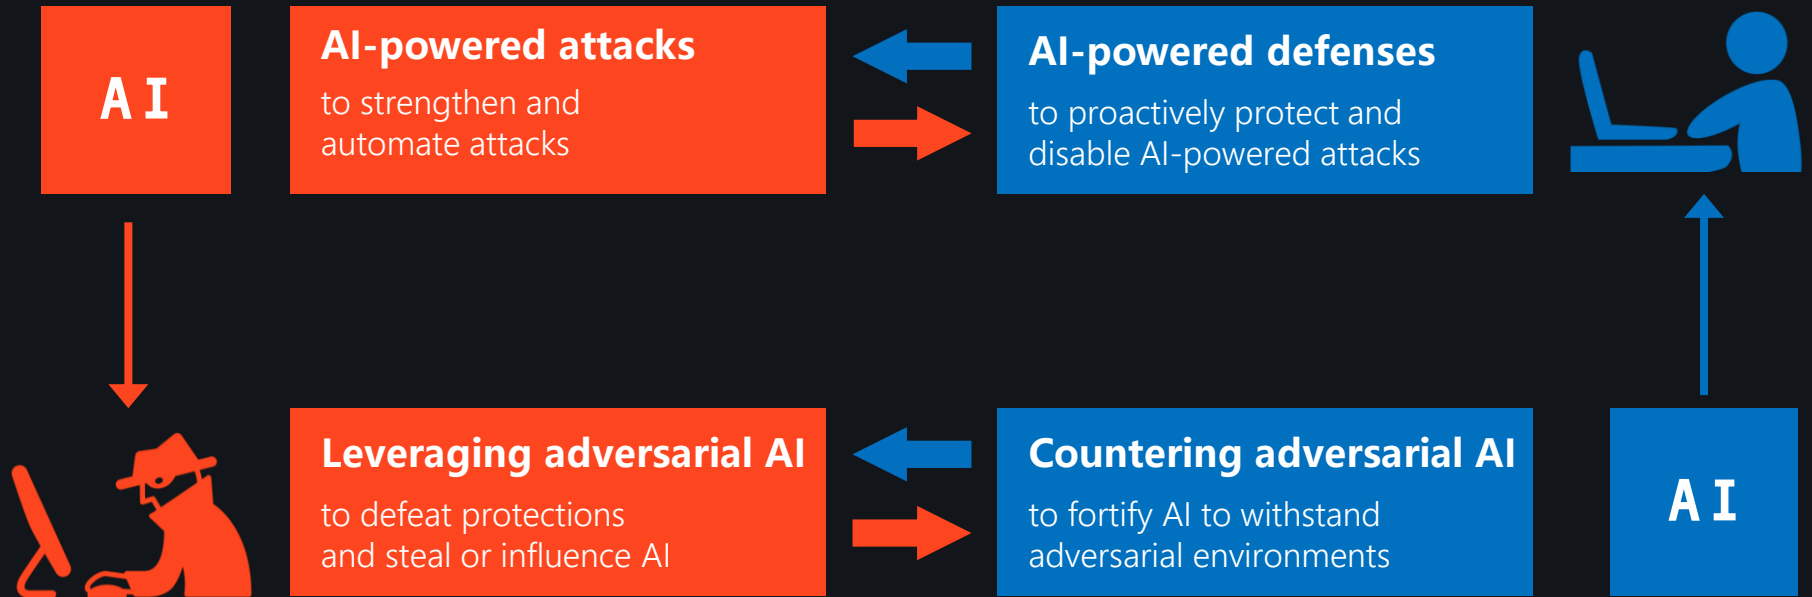 AI
AI-powered attacks
to strengthen and
automate attacks
AI-powered defenses
to proactively protect and
disable AI-powered attacks
Leveraging adversarial AI
to defeat protections
and steal or influence AI
Countering adversarial AI
to fortify AI to withstand
adversarial environments
AI